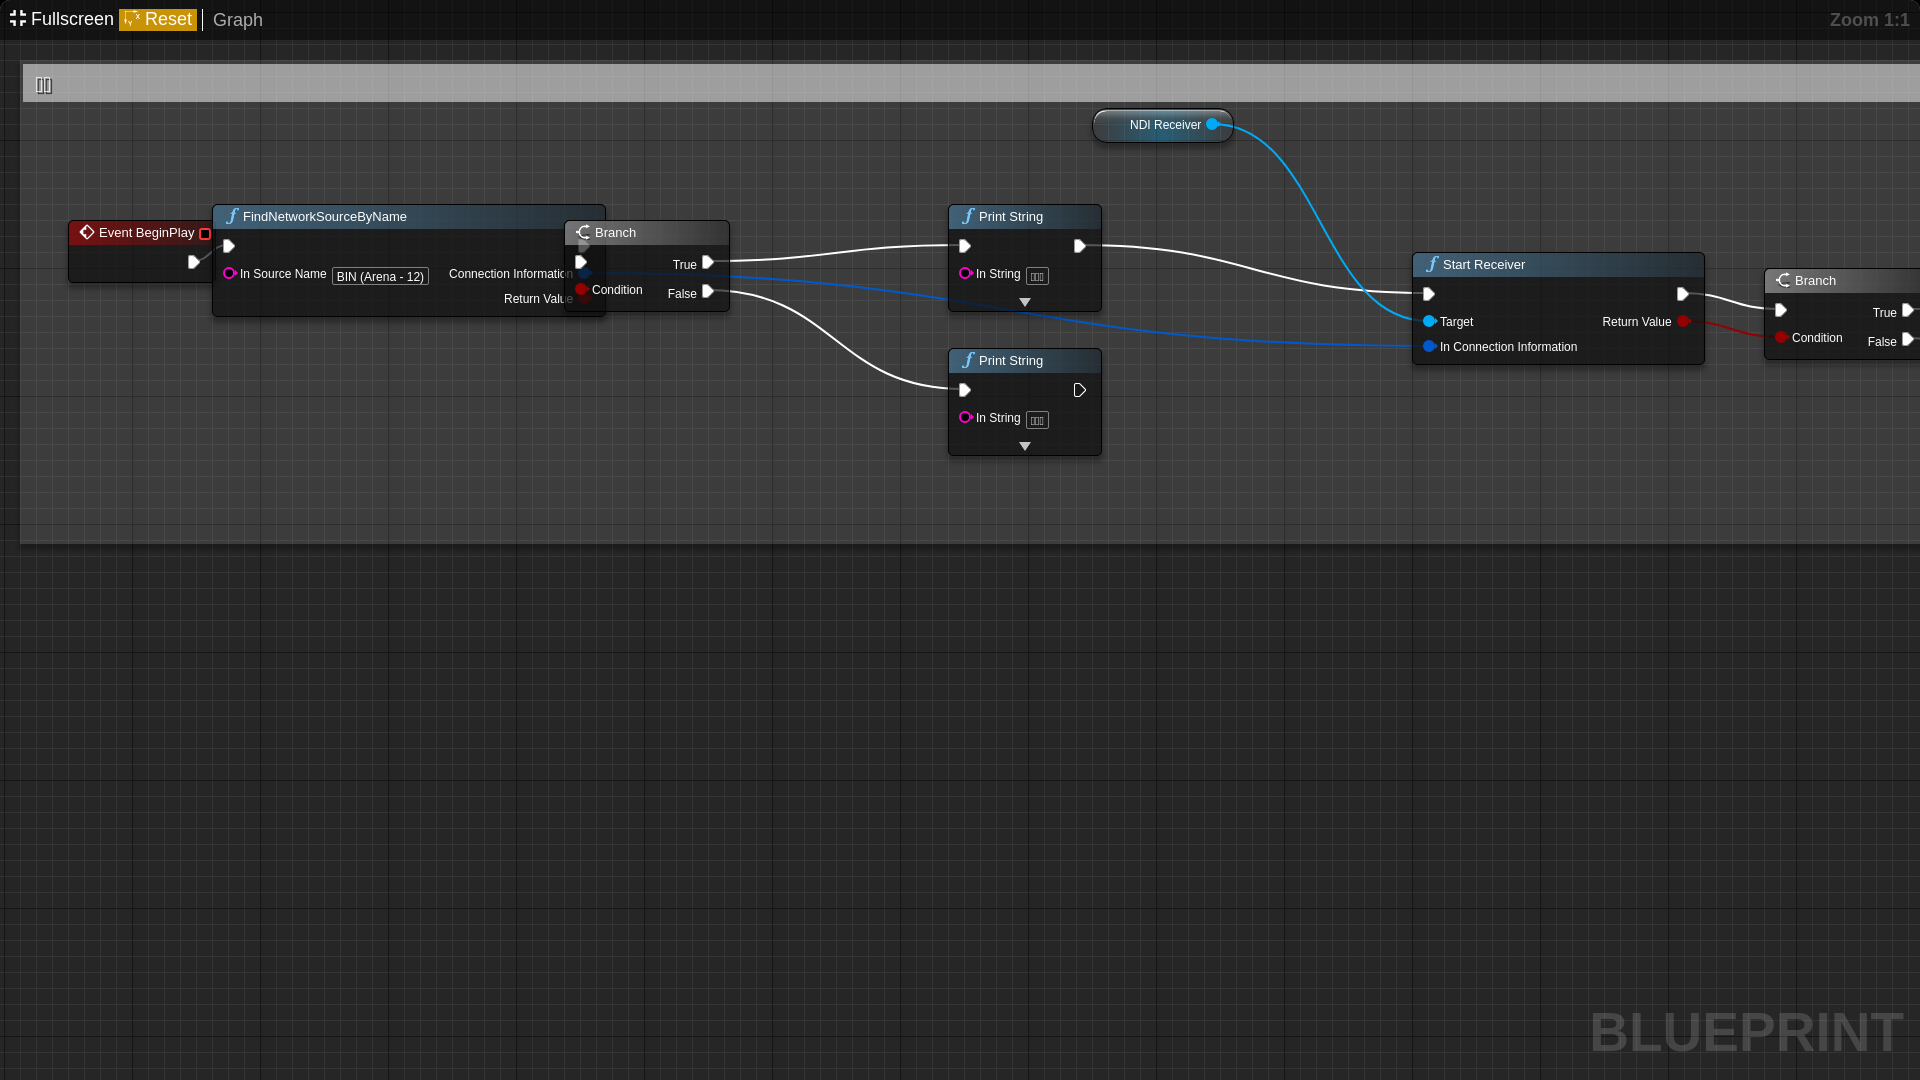 Fullscreen Reset Graph Zoom 1:1
NDI Receiver
Event BeginPlay
FindNetworkSourceByName
In Source Name BIN (Arena - 12) Connection Information
Return Value
Branch
True
Condition False
Print String
In String
Print String
In String
Start Receiver
Target Return Value
In Connection Information
Branch
True
Condition False
BLUEPRINT